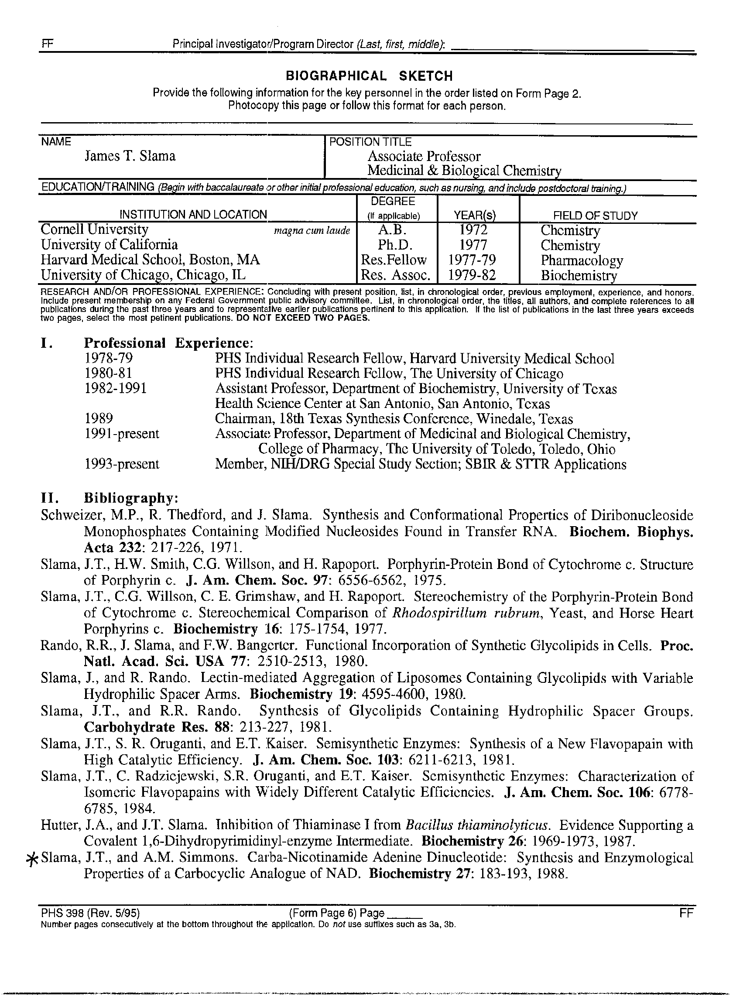 FF Principal Investigator/Program Director (Last, first, middle):
BIOGRAPHICAL SKETCH
Provide the following information for the key personnel in the order listed on Form Page 2.
Photocopy this page or follow this format for each person.
NAME POSITION TITLE
James T. Slama Associate Professor
Medicinal & Biological Chemistry
EDUCATION/TRAINING (Begin with baccalaureate or other initial professional education, such as nursing, and include postdoctoral training.)
INSTITUTION AND LOCATION DEGREE (if applicable) YEAR(s) FIELD OF STUDY
Cornell University magna cum laude A.B. 1972 Chemistry
University of California Ph.D. 1977 Chemistry
Harvard Medical School, Boston, MA Res.Fellow 1977-79 Pharmacology
University of Chicago, Chicago, IL Res. Assoc. 1979-82 Biochemistry
RESEARCH AND/OR PROFESSIONAL EXPERIENCE: Concluding with present position, list, in chronological order, previous employment, experience, and honors.
Include present membership on any Federal Government public advisory committee. List, in chronological order, the titles, all authors, and complete references to all
publications during the past three years and to representative earlier publications pertinent to this application. If the list of publications in the last three years exceeds
two pages, select the most petinent publications. DO NOT EXCEED TWO PAGES.
I. Professional Experience:
1978-79 PHS Individual Research Fellow, Harvard University Medical School
1980-81 PHS Individual Research Fellow, The University of Chicago
1982-1991 Assistant Professor, Department of Biochemistry, University of Texas
Health Science Center at San Antonio, San Antonio, Texas
1989 Chairman, 18th Texas Synthesis Conference, Winedale, Texas
1991-present Associate Professor, Department of Medicinal and Biological Chemistry,
College of Pharmacy, The University of Toledo, Toledo, Ohio
1993-present Member, NIH/DRG Special Study Section; SBIR & STTR Applications
II. Bibliography:
Schweizer, M.P., R. Thedford, and J. Slama. Synthesis and Conformational Properties of Diribonucleoside
Monophosphates Containing Modified Nucleosides Found in Transfer RNA. Biochem. Biophys.
Acta 232: 217-226, 1971.
Slama, J.T., H.W. Smith, C.G. Willson, and H. Rapoport. Porphyrin-Protein Bond of Cytochrome c. Structure
of Porphyrin c. J. Am. Chem. Soc. 97: 6556-6562, 1975.
Slama, J.T., C.G. Willson, C. E. Grimshaw, and H. Rapoport. Stereochemistry of the Porphyrin-Protein Bond
of Cytochrome c. Stereochemical Comparison of Rhodospirillum rubrum, Yeast, and Horse Heart
Porphyrins c. Biochemistry 16: 175-1754, 1977.
Rando, R.R., J. Slama, and F.W. Bangerter. Functional Incorporation of Synthetic Glycolipids in Cells. Proc.
Natl. Acad. Sci. USA 77: 2510-2513, 1980.
Slama, J., and R. Rando. Lectin-mediated Aggregation of Liposomes Containing Glycolipids with Variable
Hydrophilic Spacer Arms. Biochemistry 19: 4595-4600, 1980.
Slama, J.T., and R.R. Rando. Synthesis of Glycolipids Containing Hydrophilic Spacer Groups.
Carbohydrate Res. 88: 213-227, 1981.
Slama, J.T., S. R. Oruganti, and E.T. Kaiser. Semisynthetic Enzymes: Synthesis of a New Flavopapain with
High Catalytic Efficiency. J. Am. Chem. Soc. 103: 6211-6213, 1981.
Slama, J.T., C. Radziejewski, S.R. Oruganti, and E.T. Kaiser. Semisynthetic Enzymes: Characterization of
Isomeric Flavopapains with Widely Different Catalytic Efficiencies. J. Am. Chem. Soc. 106: 6778-
6785, 1984.
Hutter, J.A., and J.T. Slama. Inhibition of Thiaminase I from Bacillus thiaminolyticus. Evidence Supporting a
Covalent 1,6-Dihydropyrimidinyl-enzyme Intermediate. Biochemistry 26: 1969-1973, 1987.
*Slama, J.T., and A.M. Simmons. Carba-Nicotinamide Adenine Dinucleotide: Synthesis and Enzymological
Properties of a Carbocyclic Analogue of NAD. Biochemistry 27: 183-193, 1988.
PHS 398 (Rev. 5/95) (Form Page 6) Page FF
Number pages consecutively at the bottom throughout the application. Do not use suffixes such as 3a, 3b.